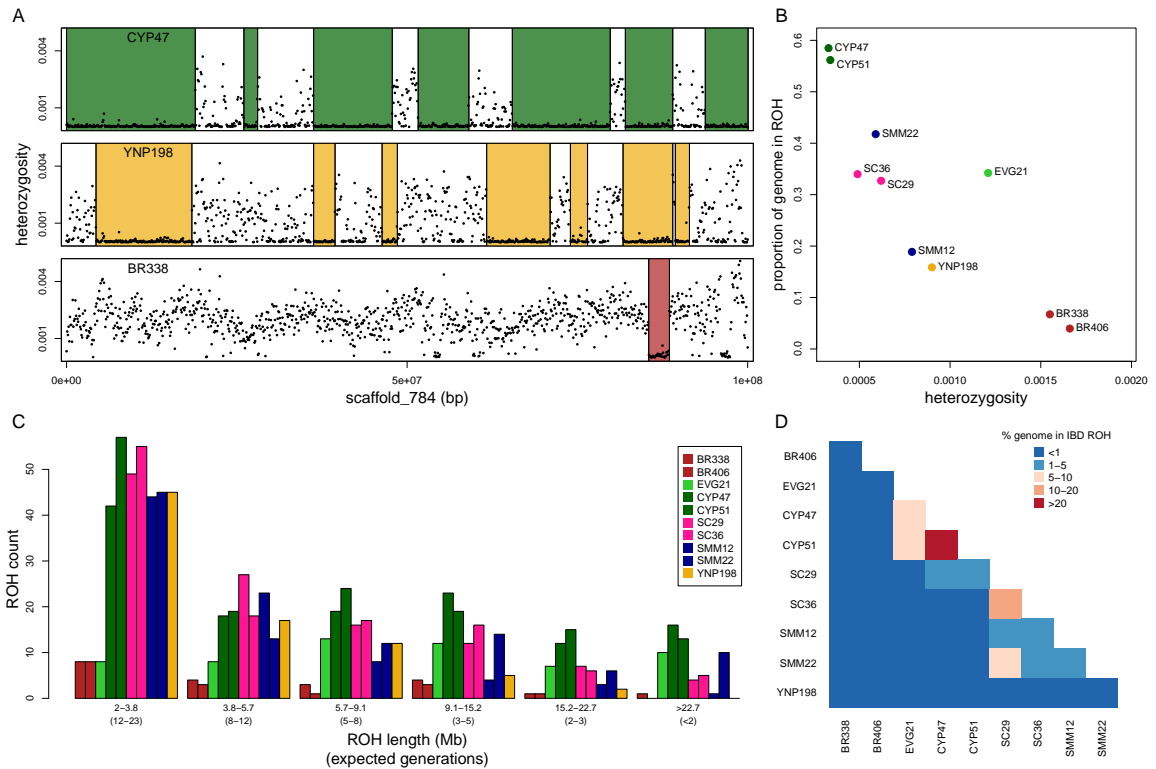 A
CYP47
0.004
0.001
YNP198
0.004
0.001
heterozygosity
BR338
0.004
0.001
0e+00 5e+07 1e+08
scaffold_784 (bp)
B
0.6
0.5
0.4
0.3
0.2
0.1
0.0
proportion of genome in ROH
CYP47
CYP51
SMM22
SC36
SC29
EVG21
SMM12
YNP198
BR338
BR406
0.0005 0.0010 0.0015 0.0020
heterozygosity
C
50
40
30
20
10
0
ROH count
BR338
BR406
EVG21
CYP47
CYP51
SC29
SC36
SMM12
SMM22
YNP198
2−3.8 3.8−5.7 5.7−9.1 9.1−15.2 15.2−22.7 >22.7
(12−23) (8−12) (5−8) (3−5) (2−3) (<2)
ROH length (Mb)
(expected generations)
D
% genome in IBD ROH
<1
1−5
5−10
10−20
>20
BR406
EVG21
CYP47
CYP51
SC29
SC36
SMM12
SMM22
YNP198
BR338 BR406 EVG21 CYP47 CYP51 SC29 SC36 SMM12 SMM22